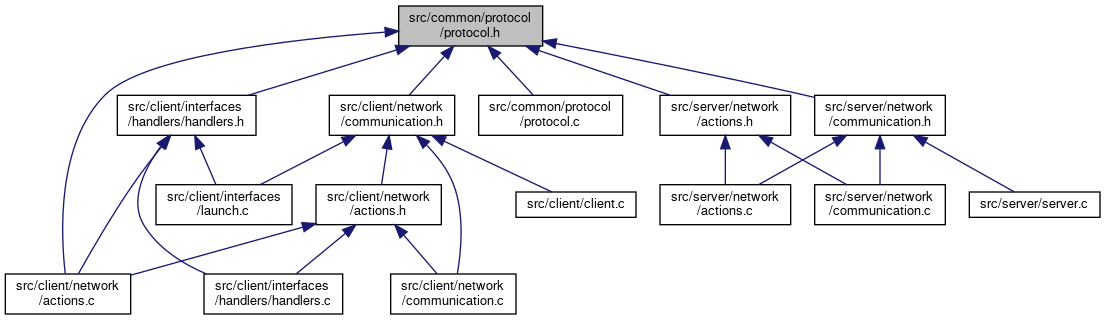 src/common/protocol
/protocol.h
src/client/interfaces
/handlers/handlers.h
src/client/network
/communication.h
src/common/protocol
/protocol.c
src/server/network
/actions.h
src/server/network
/communication.h
src/client/interfaces
/launch.c
src/client/network
/actions.h
src/client/client.c
src/server/network
/actions.c
src/server/network
/communication.c
src/server/server.c
src/client/network
/actions.c
src/client/interfaces
/handlers/handlers.c
src/client/network
/communication.c